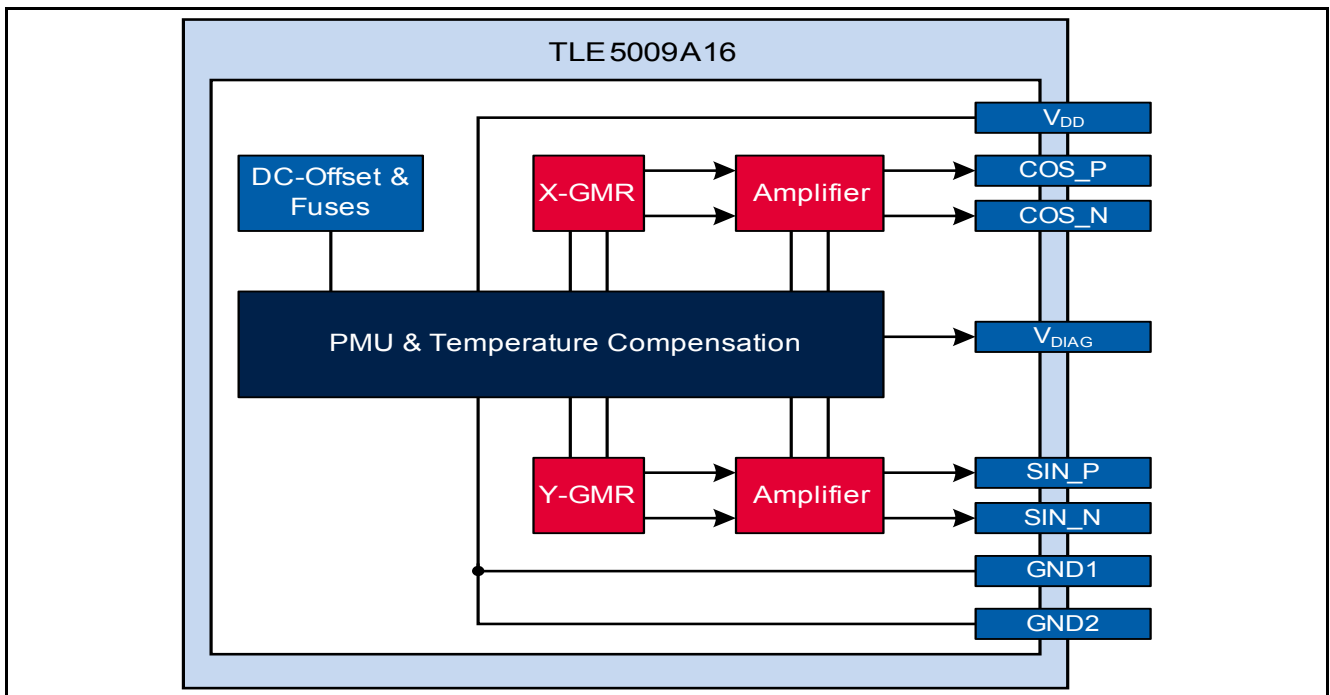 TLE5009A16
VDD
DC-Offset &
Fuses
X-GMR
Amplifier
COS_P
COS_N
PMU & Temperature Compensation
VDIAG
Y-GMR
Amplifier
SIN_P
SIN_N
GND1
GND2